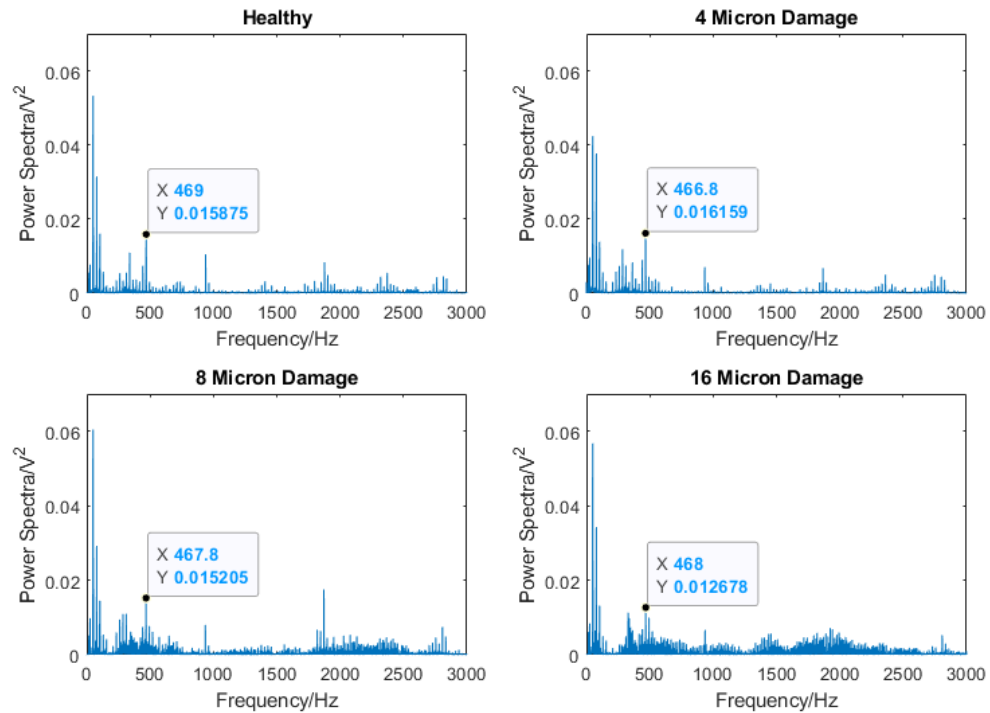 Healthy
Power Spectra/V²
0.06
0.04
0.02
0
X 469
Y 0.015875
0 500 1000 1500 2000 2500 3000
Frequency/Hz
4 Micron Damage
Power Spectra/V²
0.06
0.04
0.02
0
X 466.8
Y 0.016159
0 500 1000 1500 2000 2500 3000
Frequency/Hz
8 Micron Damage
Power Spectra/V²
0.06
0.04
0.02
0
X 467.8
Y 0.015205
0 500 1000 1500 2000 2500 3000
Frequency/Hz
16 Micron Damage
Power Spectra/V²
0.06
0.04
0.02
0
X 468
Y 0.012678
0 500 1000 1500 2000 2500 3000
Frequency/Hz